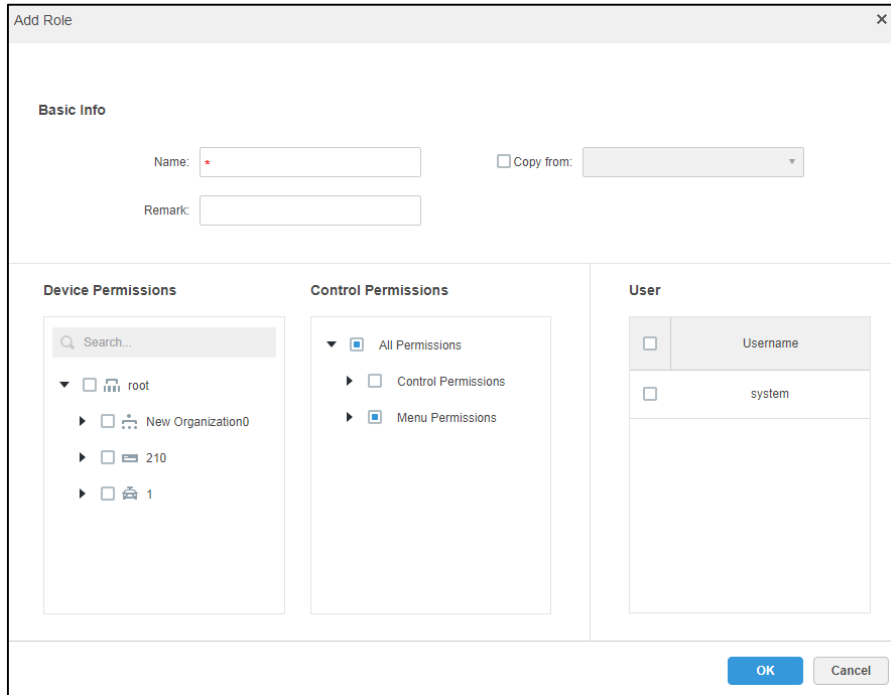 Add Role
Basic Info
Name: *
Copy from:
Remark:
Device Permissions
Search...
root
New Organization0
210
1
Control Permissions
All Permissions
Control Permissions
Menu Permissions
User
Username
system
OK
Cancel